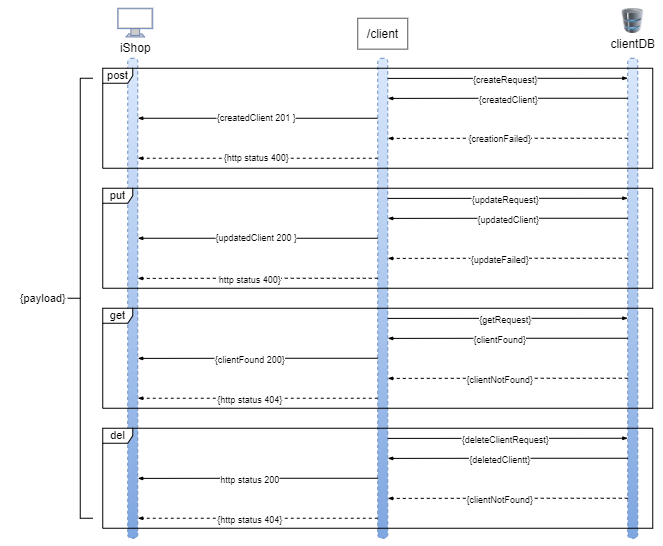 iShop
/client
clientDB
post
{createRequest}
{createdClient}
{createdClient 201 }
{creationFailed}
{http status 400}
put
{updateRequest}
{updatedClient}
{updatedClient 200 }
{updateFailed}
http status 400}
{payload}
get
{getRequest}
{clientFound}
{clientFound 200}
{clientNotFound}
{http status 404}
del
{deleteClientRequest}
{deletedClientt}
http status 200
{clientNotFound}
{http status 404}